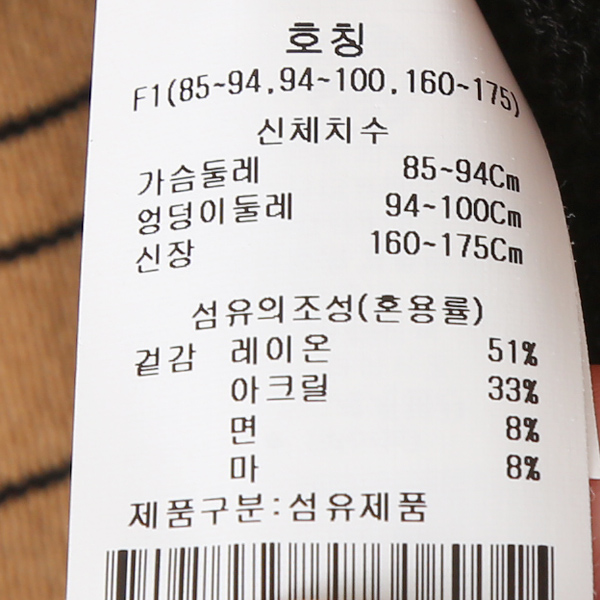 호칭
F1(85~94.94~100.160~175)
신체치수
가슴둘레 85~94Cm
엉덩이둘레 94~100Cm
신장 160~175Cm
섬유의조성(혼용률)
겉감 레이온 51%
아크릴 33%
면 8%
마 8%
제품구분:섬유제품